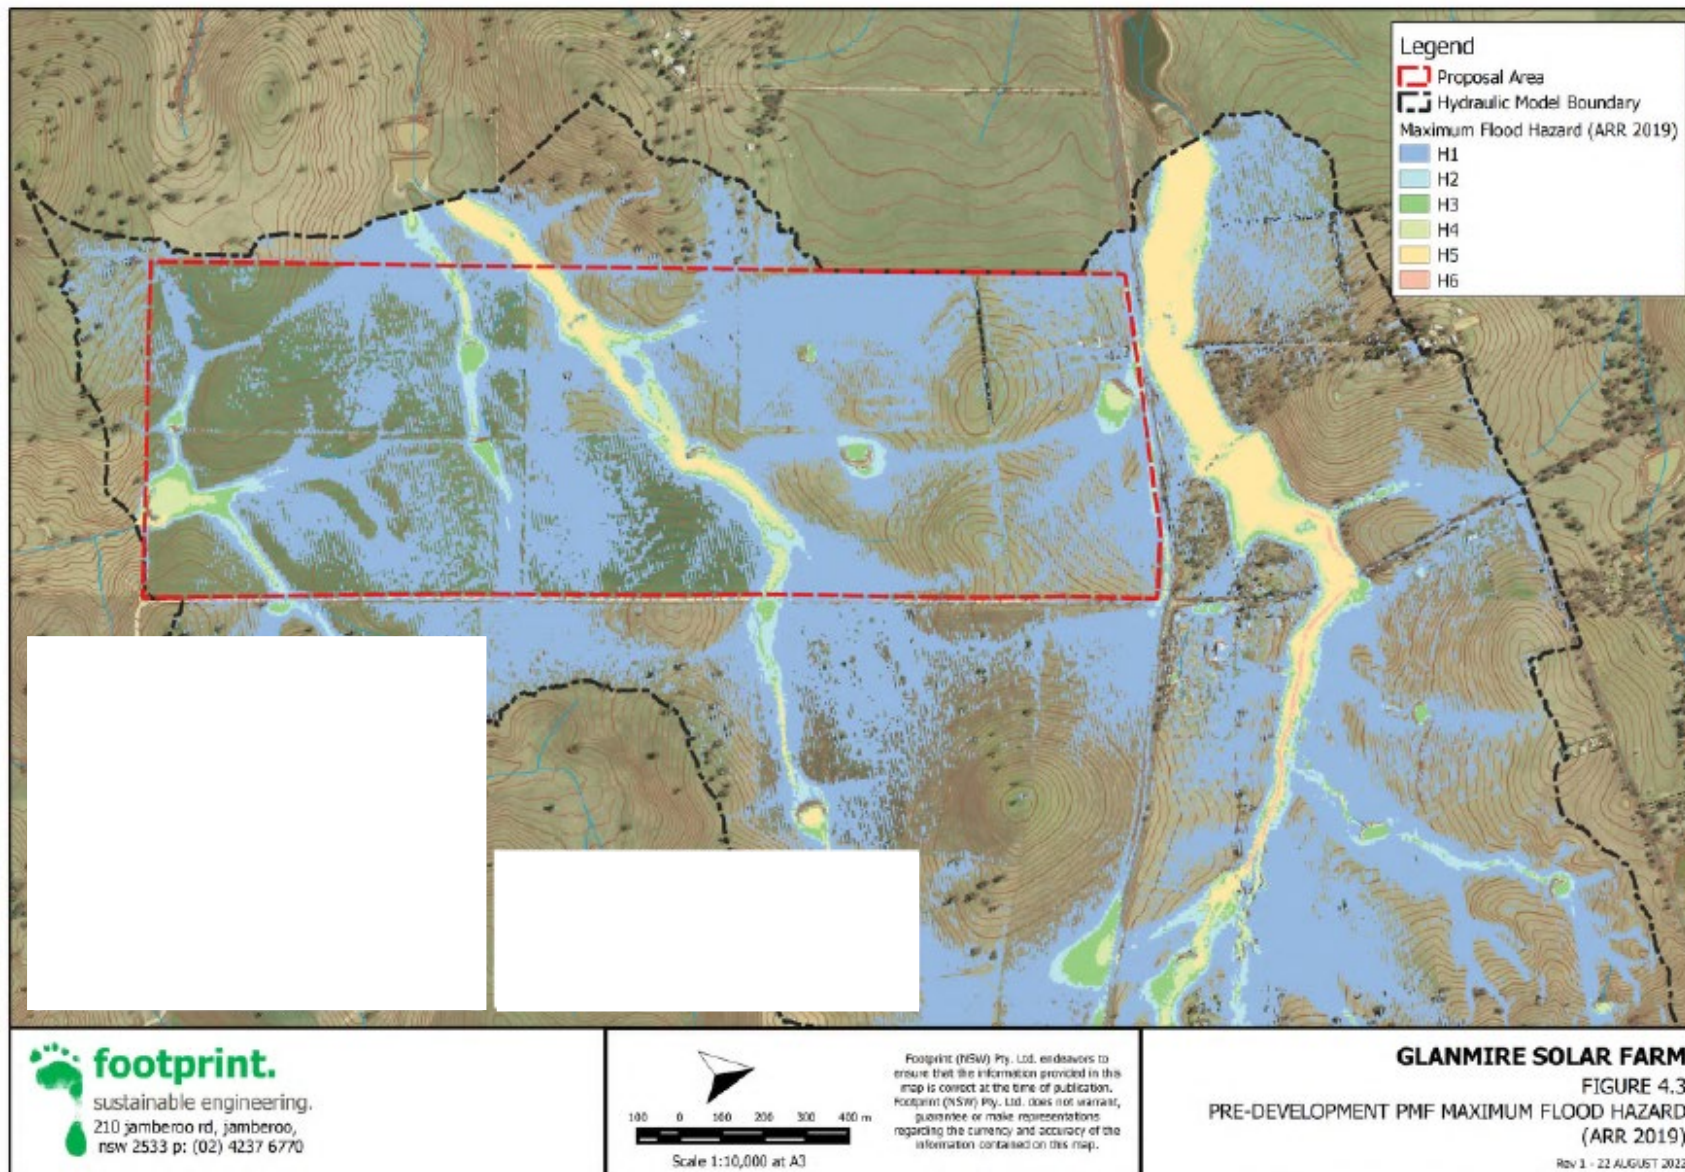 Legend
Proposal Area
Hydraulic Model Boundary
Maximum Flood Hazard (ARR 2019)
H1
H2
H3
H4
H5
H6
footprint.
sustainable engineering.
210 jamberoo rd, jamberoo,
nsw 2533 p: (02) 4237 6770
100 0 100 200 300 400 m
Scale 1:10,000 at A3
Footprint (NSW) Pty. Ltd. endeavors to
ensure that the information provided in this
map is correct at the time of publication.
Footprint (NSW) Pty. Ltd. does not warrant,
guarantee or make representations
regarding the currency and accuracy of the
information contained on this map.
GLANMIRE SOLAR FARM
FIGURE 4.3
PRE-DEVELOPMENT PMF MAXIMUM FLOOD HAZARD
(ARR 2019)
Rev 1 - 22 AUGUST 2022